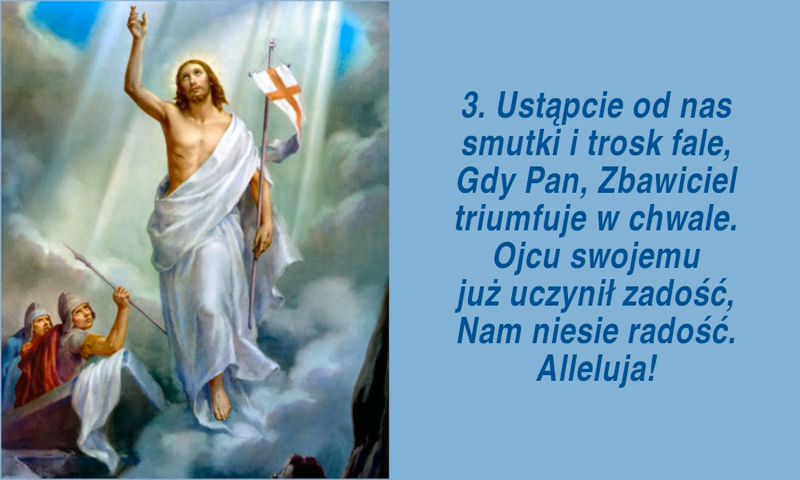 3. Ustąpcie od nas
smutki i trosk fale,
Gdy Pan, Zbawiciel
triumfuje w chwale.
Ojcu swojemu
już uczynił zadość,
Nam niesie radość.
Alleluja!